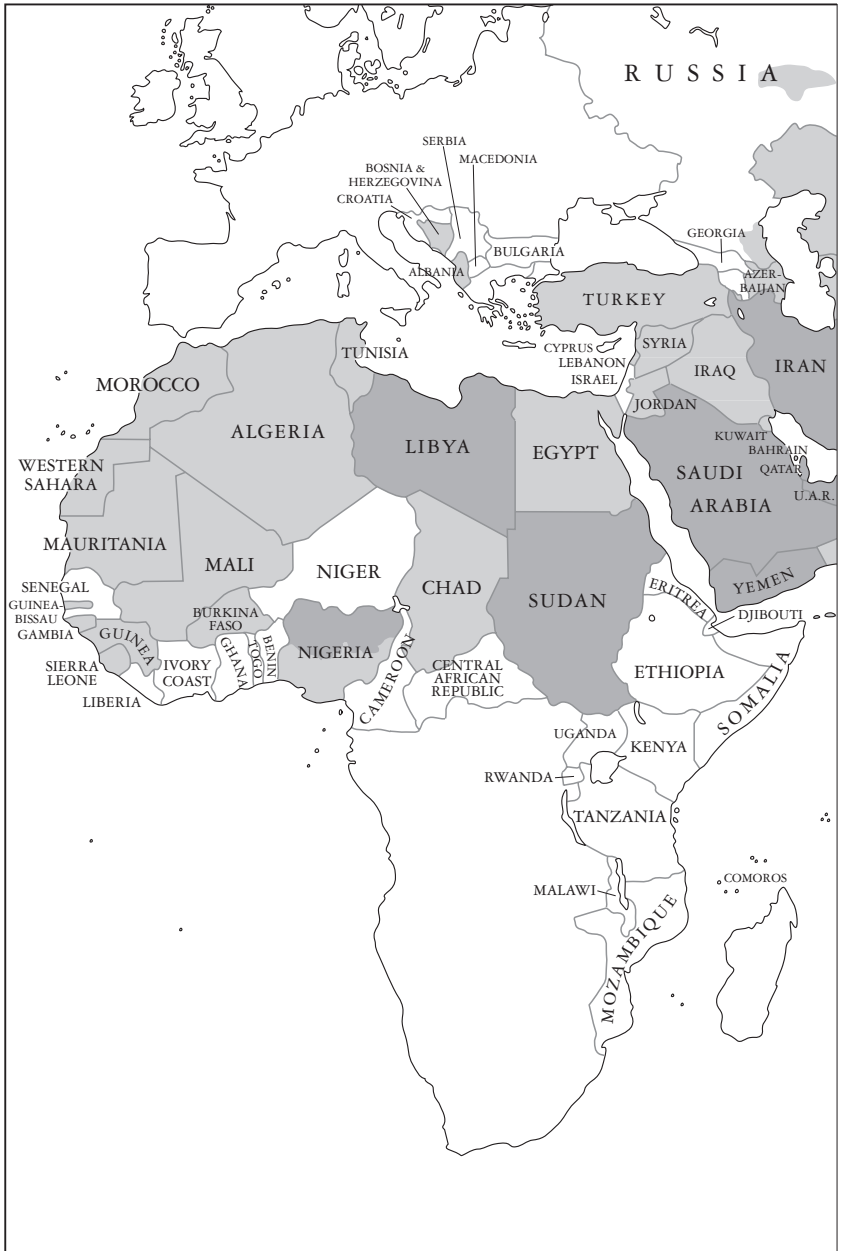 RUSSIA
SERBIA
MACEDONIA
BOSNIA &
HERZEGOVINA
CROATIA
BULGARIA
ALBANIA
GEORGIA
AZER-
BAIJAN
TURKEY
TUNISIA
CYPRUS
LEBANON
ISRAEL
SYRIA
IRAQ
IRAN
JORDAN
MOROCCO
ALGERIA
LIBYA
EGYPT
KUWAIT
BAHRAIN
QATAR
U.A.R.
SAUDI
ARABIA
WESTERN
SAHARA
MAURITANIA
MALI
NIGER
CHAD
SUDAN
ERITREA
YEMEN
DJIBOUTI
SENEGAL
GUINEA-
BISSAU
GAMBIA
GUINEA
SIERRA
LEONE
LIBERIA
IVORY
COAST
BURKINA
FASO
GHANA
TOGO
BENIN
NIGERIA
CAMEROON
CENTRAL
AFRICAN
REPUBLIC
ETHIOPIA
SOMALIA
UGANDA
KENYA
RWANDA
TANZANIA
MALAWI
COMOROS
MOZAMBIQUE